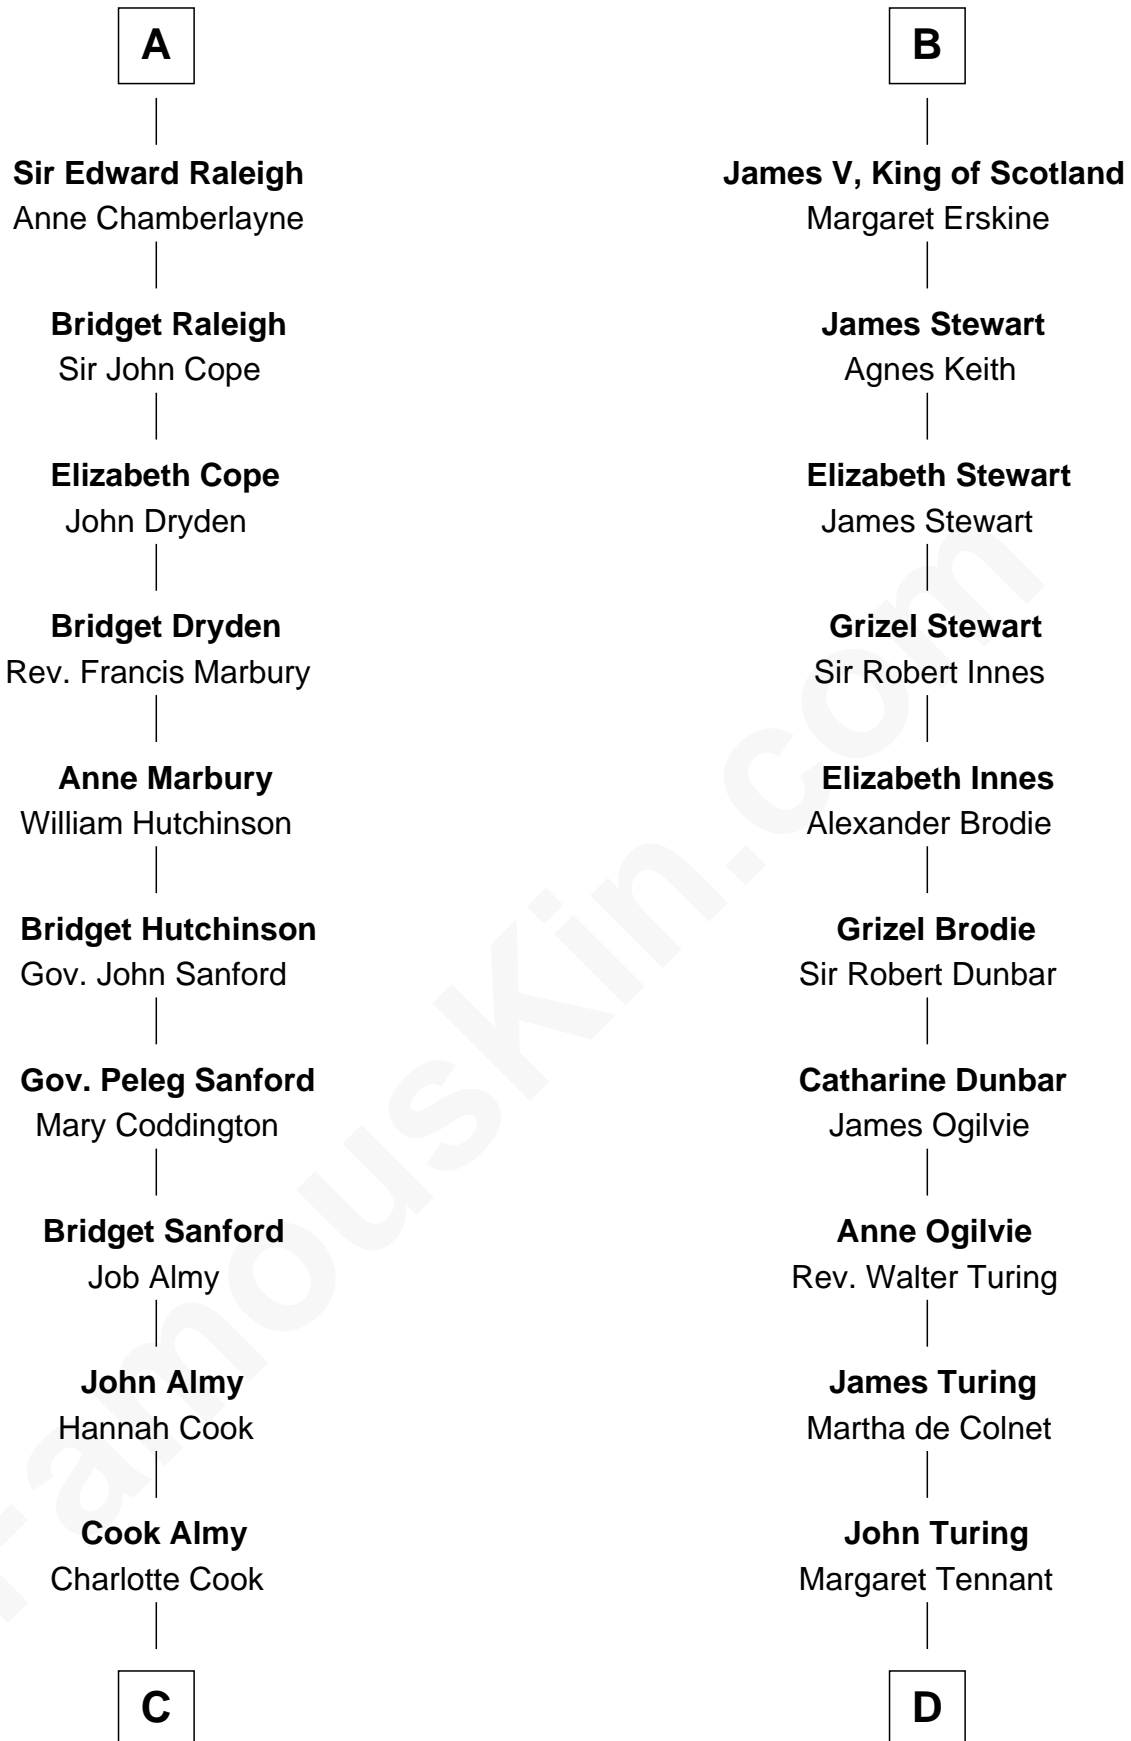 A
Sir Edward Raleigh
Anne Chamberlayne
Bridget Raleigh
Sir John Cope
Elizabeth Cope
John Dryden
Bridget Dryden
Rev. Francis Marbury
Anne Marbury
William Hutchinson
Bridget Hutchinson
Gov. John Sanford
Gov. Peleg Sanford
Mary Coddington
Bridget Sanford
Job Almy
John Almy
Hannah Cook
Cook Almy
Charlotte Cook
C
B
James V, King of Scotland
Margaret Erskine
James Stewart
Agnes Keith
Elizabeth Stewart
James Stewart
Grizel Stewart
Sir Robert Innes
Elizabeth Innes
Alexander Brodie
Grizel Brodie
Sir Robert Dunbar
Catharine Dunbar
James Ogilvie
Anne Ogilvie
Rev. Walter Turing
James Turing
Martha de Colnet
John Turing
Margaret Tennant
D
FamousKin.com